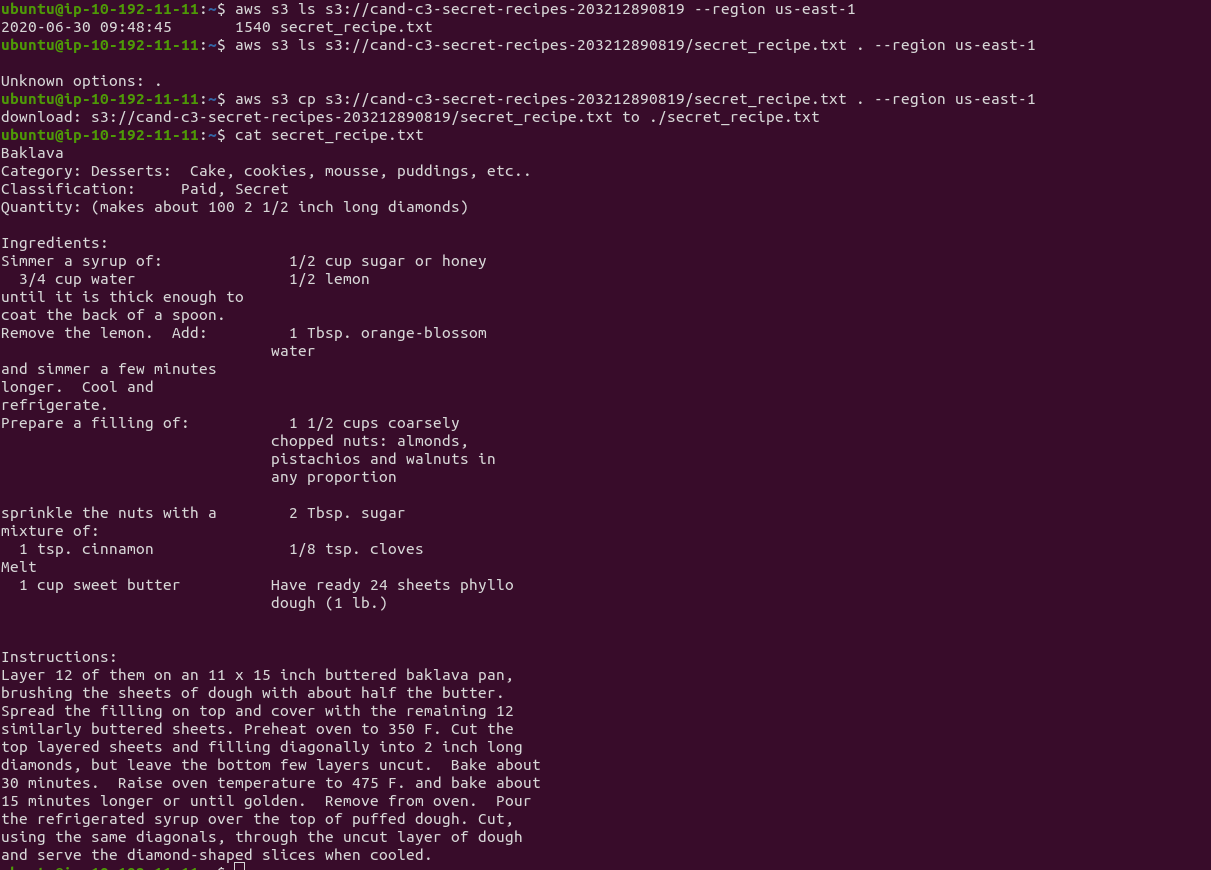 ubuntu@ip-10-192-11-11:~$ aws s3 ls s3://cand-c3-secret-recipes-203212890819 --region us-east-1
2020-06-30 09:48:45       1540 secret_recipe.txt
ubuntu@ip-10-192-11-11:~$ aws s3 ls s3://cand-c3-secret-recipes-203212890819/secret_recipe.txt . --region us-east-1

Unknown options: .
ubuntu@ip-10-192-11-11:~$ aws s3 cp s3://cand-c3-secret-recipes-203212890819/secret_recipe.txt . --region us-east-1
download: s3://cand-c3-secret-recipes-203212890819/secret_recipe.txt to ./secret_recipe.txt
ubuntu@ip-10-192-11-11:~$ cat secret_recipe.txt
Baklava
Category: Desserts:  Cake, cookies, mousse, puddings, etc..
Classification:     Paid, Secret
Quantity: (makes about 100 2 1/2 inch long diamonds)

Ingredients:
Simmer a syrup of:              1/2 cup sugar or honey
  3/4 cup water                 1/2 lemon
until it is thick enough to
coat the back of a spoon.
Remove the lemon.  Add:         1 Tbsp. orange-blossom
                              water
and simmer a few minutes
longer.  Cool and
refrigerate.
Prepare a filling of:           1 1/2 cups coarsely
                              chopped nuts: almonds,
                              pistachios and walnuts in
                              any proportion

sprinkle the nuts with a        2 Tbsp. sugar
mixture of:
  1 tsp. cinnamon               1/8 tsp. cloves
Melt
  1 cup sweet butter          Have ready 24 sheets phyllo
                              dough (1 lb.)


Instructions:
Layer 12 of them on an 11 x 15 inch buttered baklava pan,
brushing the sheets of dough with about half the butter.
Spread the filling on top and cover with the remaining 12
similarly buttered sheets. Preheat oven to 350 F. Cut the
top layered sheets and filling diagonally into 2 inch long
diamonds, but leave the bottom few layers uncut.  Bake about
30 minutes.  Raise oven temperature to 475 F. and bake about
15 minutes longer or until golden.  Remove from oven.  Pour
the refrigerated syrup over the top of puffed dough. Cut,
using the same diagonals, through the uncut layer of dough
and serve the diamond-shaped slices when cooled.